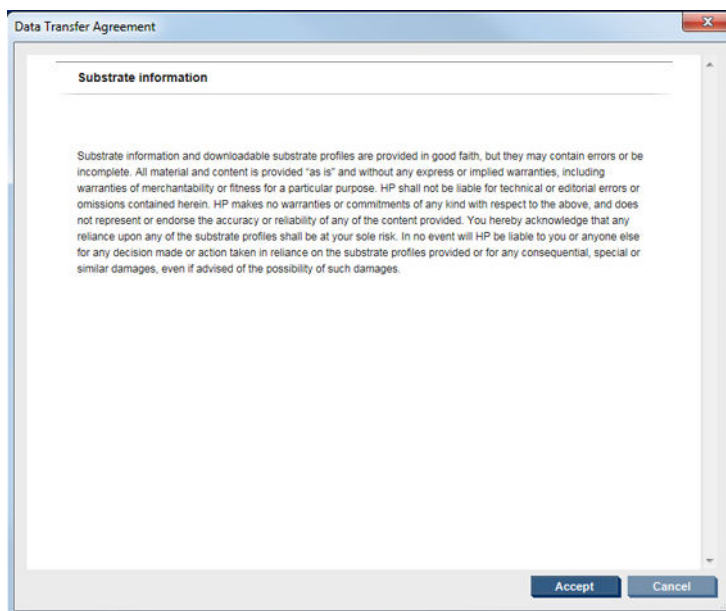 Data Transfer Agreement
Substrate information
Substrate information and downloadable substrate profiles are provided in good faith, but they may contain errors or be
incomplete. All material and content is provided "as is" and without any express or implied warranties, including
warranties of merchantability or fitness for a particular purpose. HP shall not be liable for technical or editorial errors or
omissions contained herein. HP makes no warranties or commitments of any kind with respect to the above, and does
not represent or endorse the accuracy or reliability of any of the content provided. You hereby acknowledge that any
reliance upon any of the substrate profiles shall be at your sole risk. In no event will HP be liable to you or anyone else
for any decision made or action taken in reliance on the substrate profiles provided or for any consequential, special or
similar damages, even if advised of the possibility of such damages.
Accept Cancel